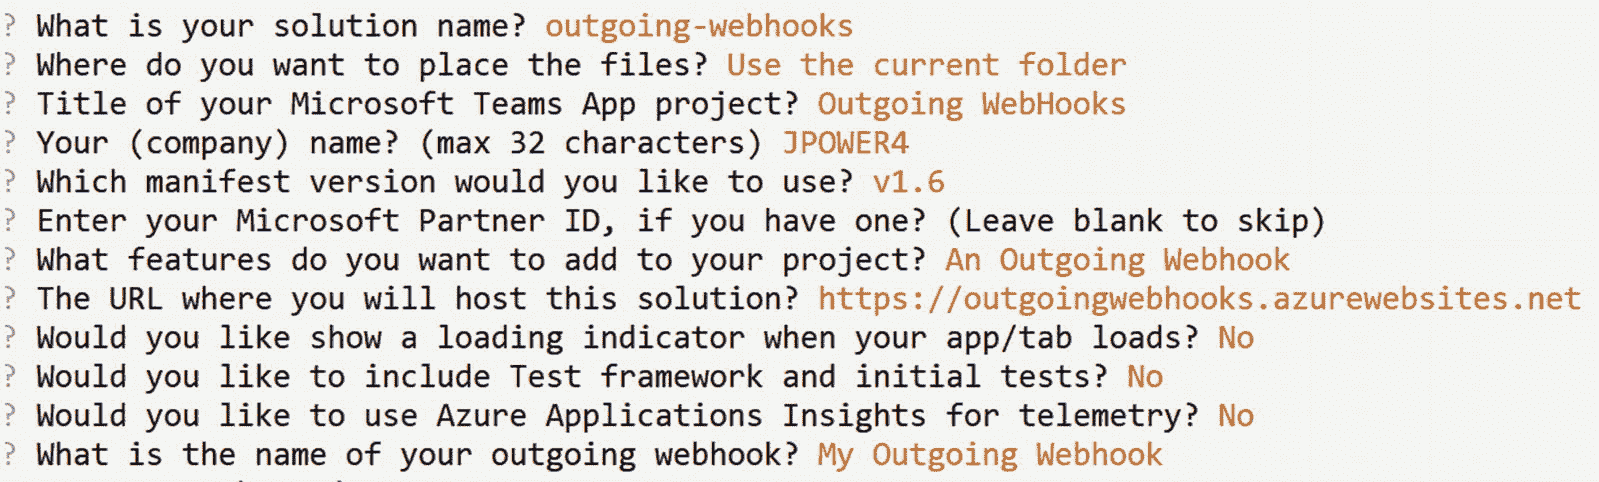 ? What is your solution name? outgoing-webhooks
? Where do you want to place the files? Use the current folder
? Title of your Microsoft Teams App project? Outgoing WebHooks
? Your (company) name? (max 32 characters) JPOWER4
? Which manifest version would you like to use? v1.6
? Enter your Microsoft Partner ID, if you have one? (Leave blank to skip)
? What features do you want to add to your project? An Outgoing Webhook
? The URL where you will host this solution? https://outgoingwebhooks.azurewebsites.net
? Would you like show a loading indicator when your app/tab loads? No
? Would you like to include Test framework and initial tests? No
? Would you like to use Azure Applications Insights for telemetry? No
? What is the name of your outgoing webhook? My Outgoing Webhook